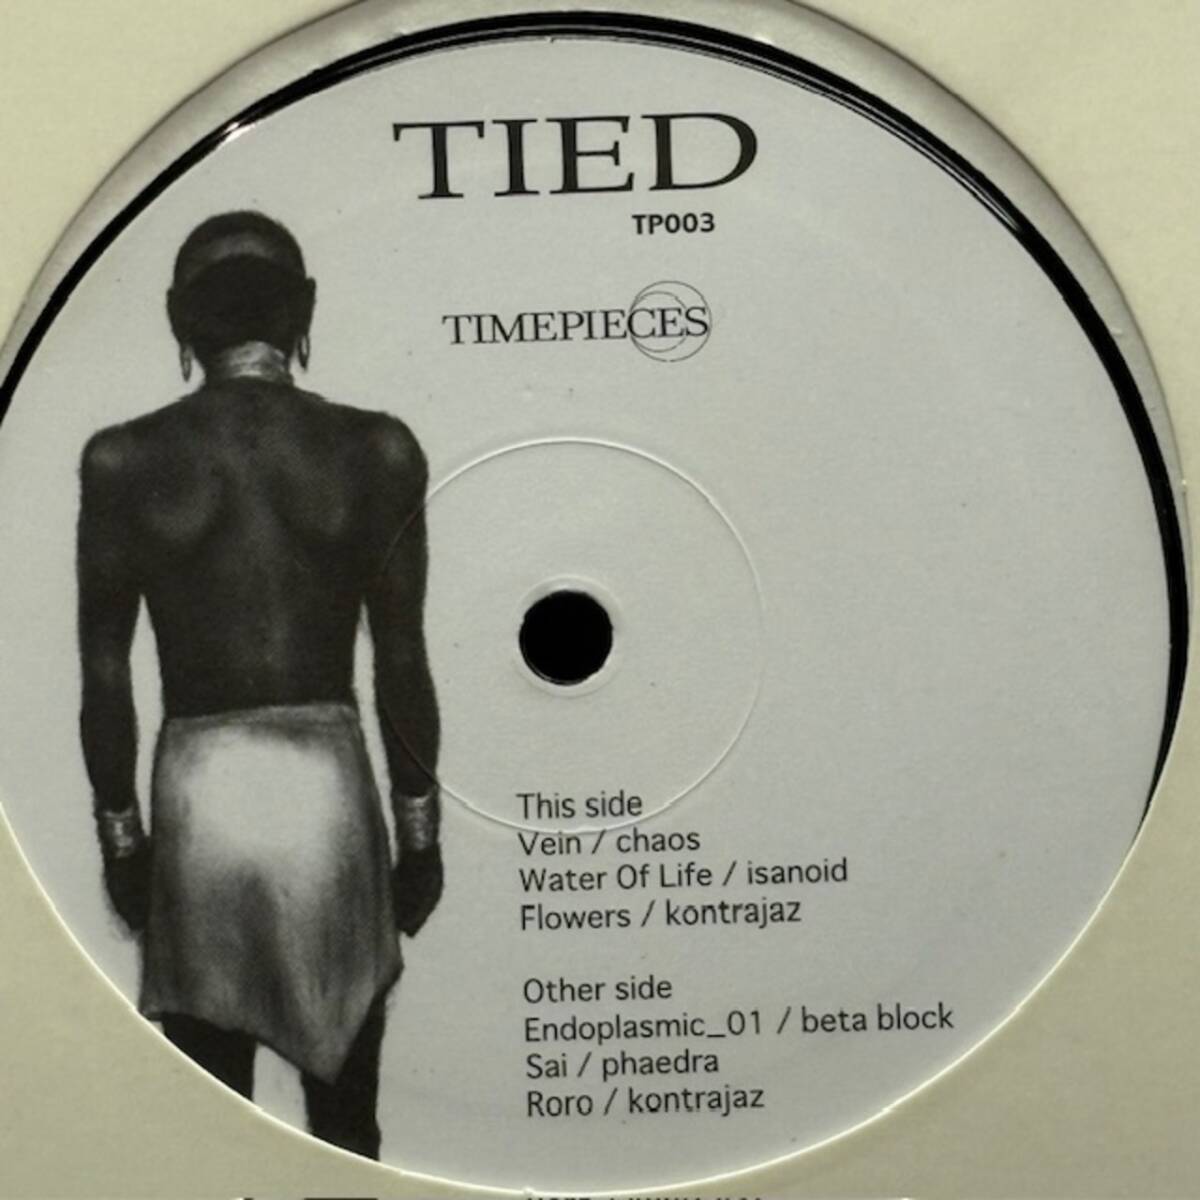 TIED
TP003
TIMEPIECES
This side
Vein / chaos
Water Of Life / isanoid
Flowers / kontrajaz
Other side
Endoplasmic_01 / beta block
Sai / phaedra
Roro / kontrajaz